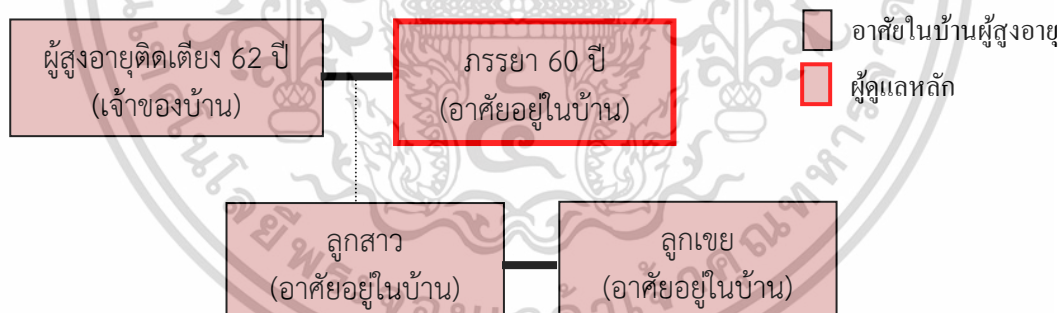 ผู้สูงอายุติดเตียง 62 ปี
(เจ้าของบ้าน)
ภรรยา 60 ปี
(อาศัยอยู่ในบ้าน)
อาศัยในบ้านผู้สูงอายุ
ผู้ดูแลหลัก
ลูกสาว
(อาศัยอยู่ในบ้าน)
ลูกเขย
(อาศัยอยู่ในบ้าน)